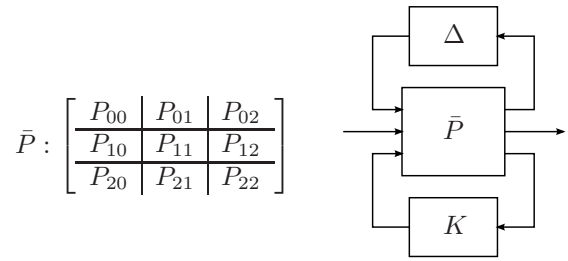 P̄ :
P₀₀ P₀₁ P₀₂
P₁₀ P₁₁ P₁₂
P₂₀ P₂₁ P₂₂
Δ
P̄
K